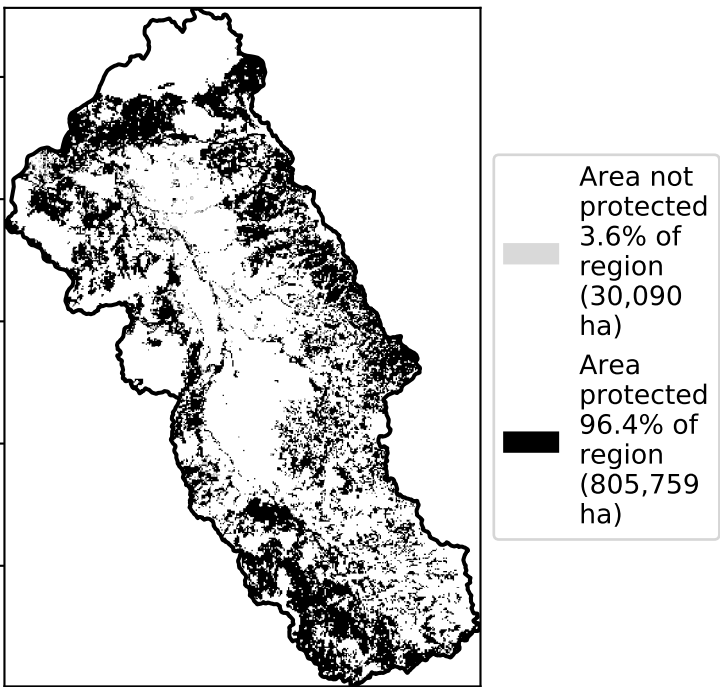 Area not
protected
3.6% of
region
(30,090
ha)
Area
protected
96.4% of
region
(805,759
ha)